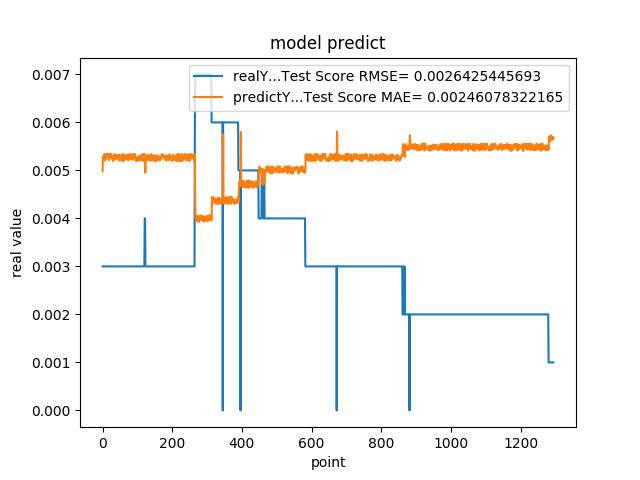 model predict
realY...Test Score RMSE= 0.0026425445693
predictY...Test Score MAE= 0.00246078322165
0.007
0.006
0.005
0.004
0.003
0.002
0.001
0.000
real value
0 200 400 600 800 1000 1200
point